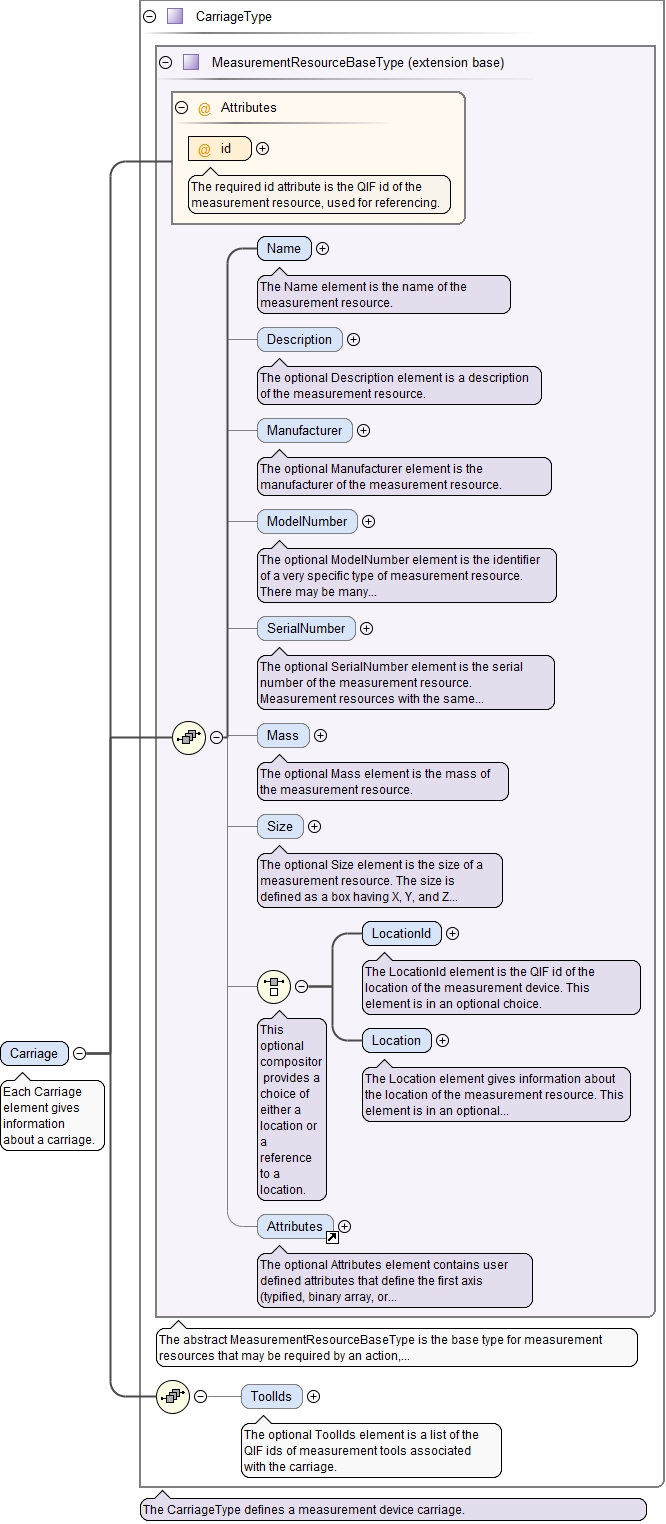 CarriageType
MeasurementResourceBaseType (extension base)
@ Attributes
@ id
The required id attribute is the QIF id of the
measurement resource, used for referencing.
Name
The Name element is the name of the
measurement resource.
Description
The optional Description element is a description
of the measurement resource.
Manufacturer
The optional Manufacturer element is the
manufacturer of the measurement resource.
ModelNumber
The optional ModelNumber element is the identifier
of a very specific type of measurement resource.
There may be many...
SerialNumber
The optional SerialNumber element is the serial
number of the measurement resource.
Measurement resources with the same...
Mass
The optional Mass element is the mass of
the measurement resource.
Size
The optional Size element is the size of a
measurement resource. The size is
defined as a box having X, Y, and Z...
LocationId
The LocationId element is the QIF id of the
location of the measurement device. This
element is in an optional choice.
Location
The Location element gives information about
the location of the measurement resource. This
element is in an optional...
This
optional
compositor
provides a
choice of
either a
location or
a
reference
to a
location.
Carriage
Each Carriage
element gives
information
about a carriage.
Attributes
The optional Attributes element contains user
defined attributes that define the first axis
(typified, binary array, or...
The abstract MeasurementResourceBaseType is the base type for measurement
resources that may be required by an action,...
ToolIds
The optional ToolIds element is a list of the
QIF ids of measurement tools associated
with the carriage.
The CarriageType defines a measurement device carriage.